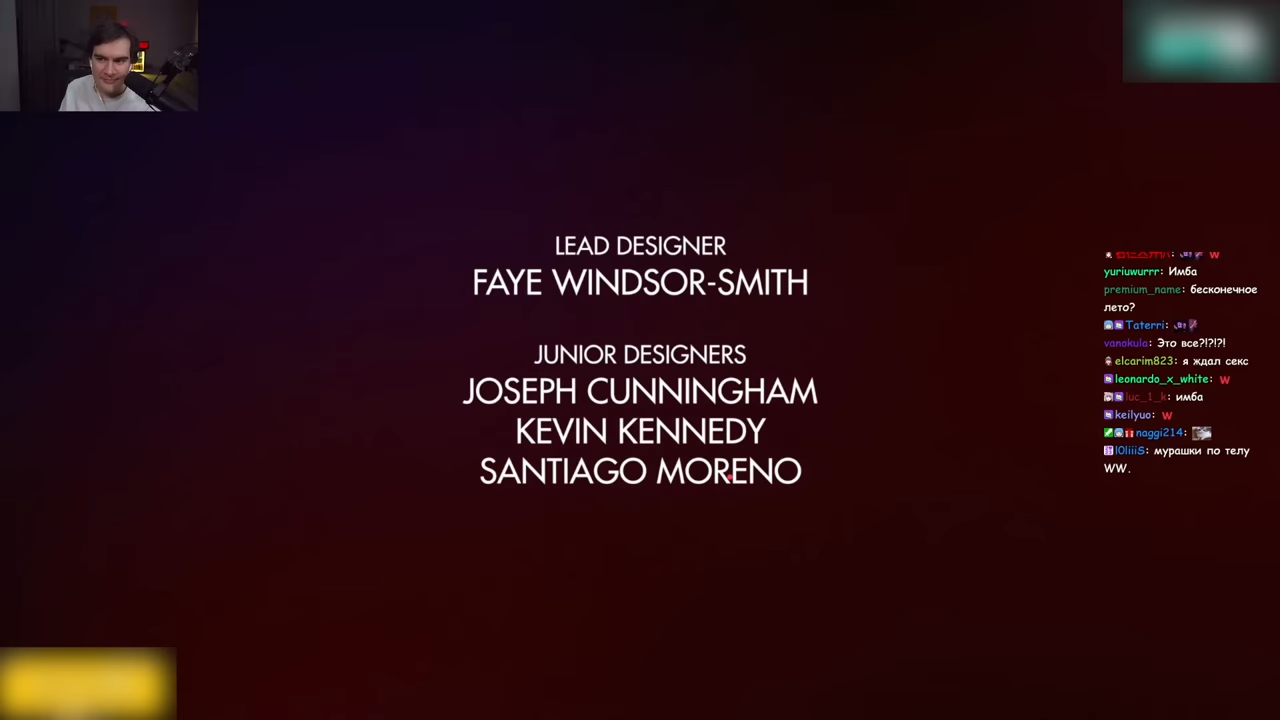 LEAD DESIGNER
FAYE WINDSOR-SMITH
JUNIOR DESIGNERS
JOSEPH CUNNINGHAM
KEVIN KENNEDY
SANTIAGO MORENO
W
yuriuwurrr: Имба
premium_name: бесконечное
лето?
Taterri:
vanokula: Это все?!?!?!
elcarim823: я ждал секс
leonardo_x_white: W
luc_1_k: имба
keilyuo: W
naggi214:
мурашки по телу
WW.